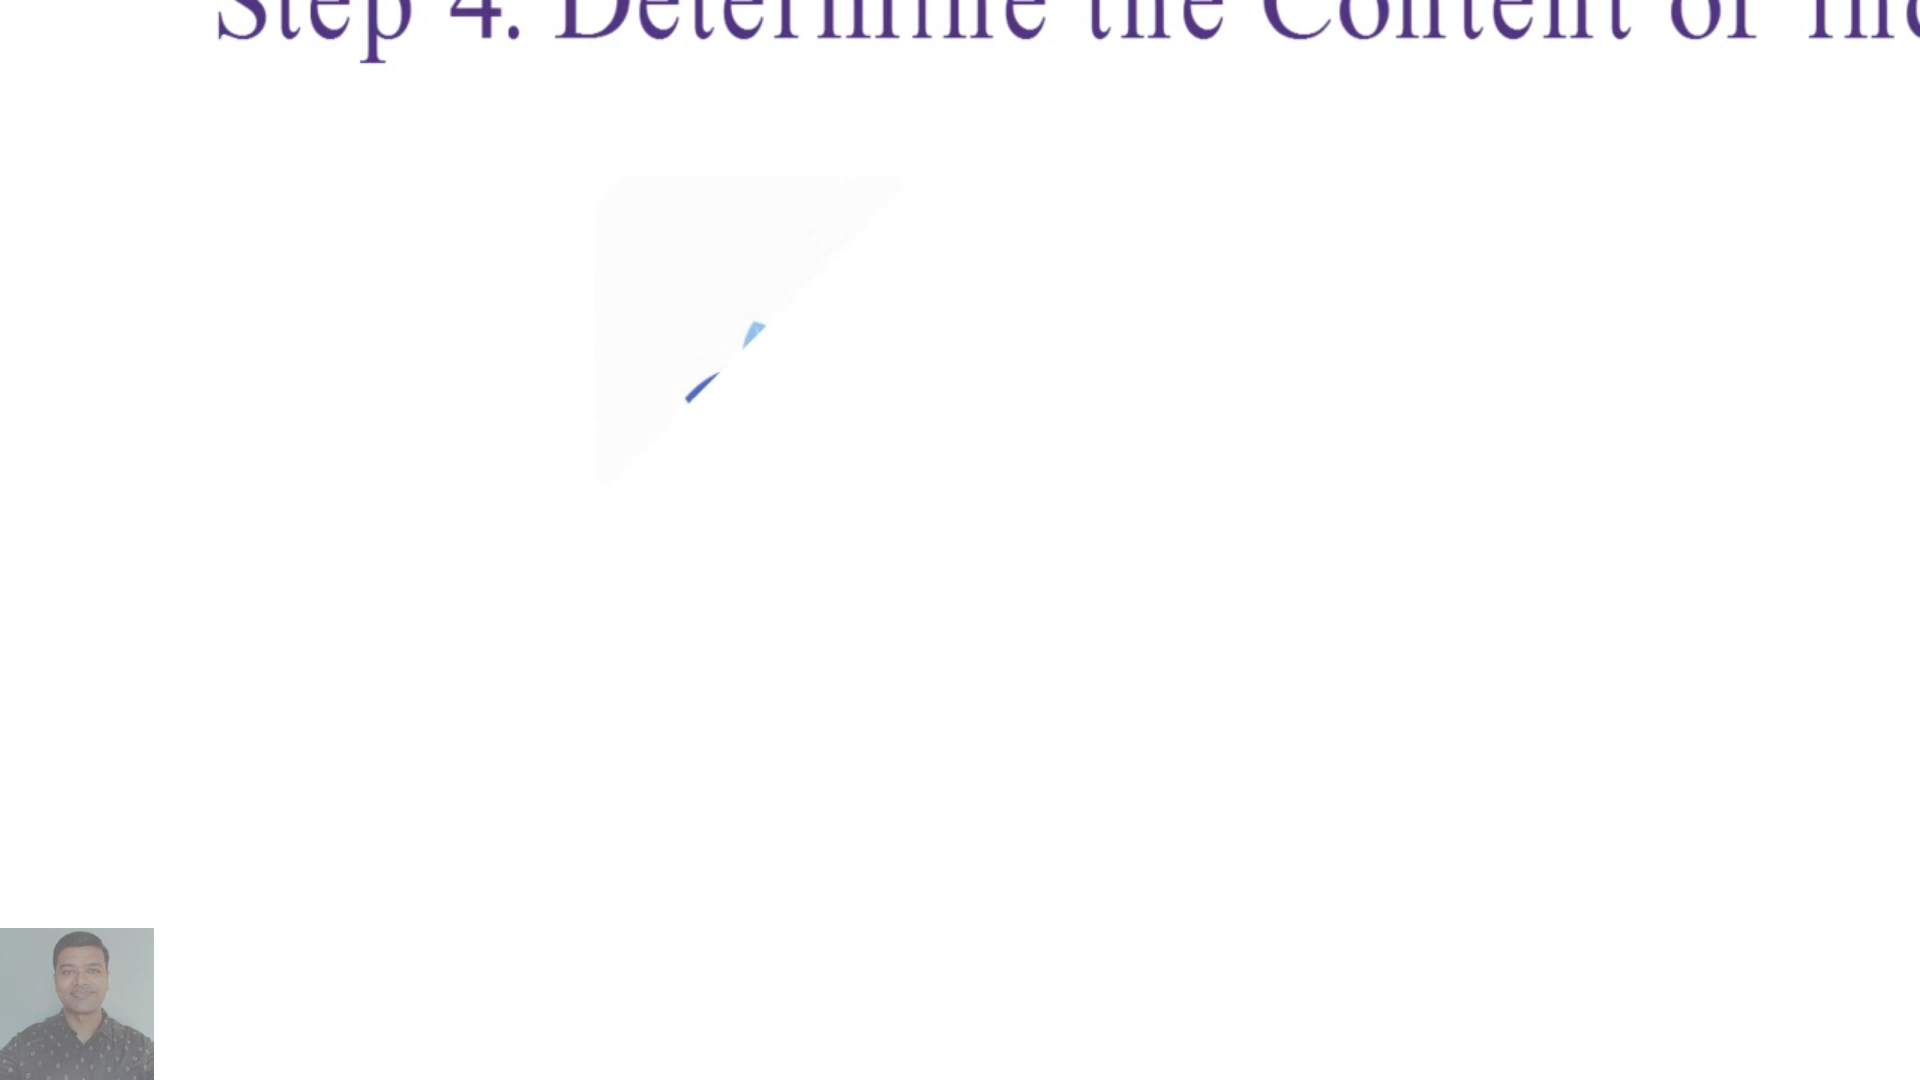 Step 4. Determine the Content of